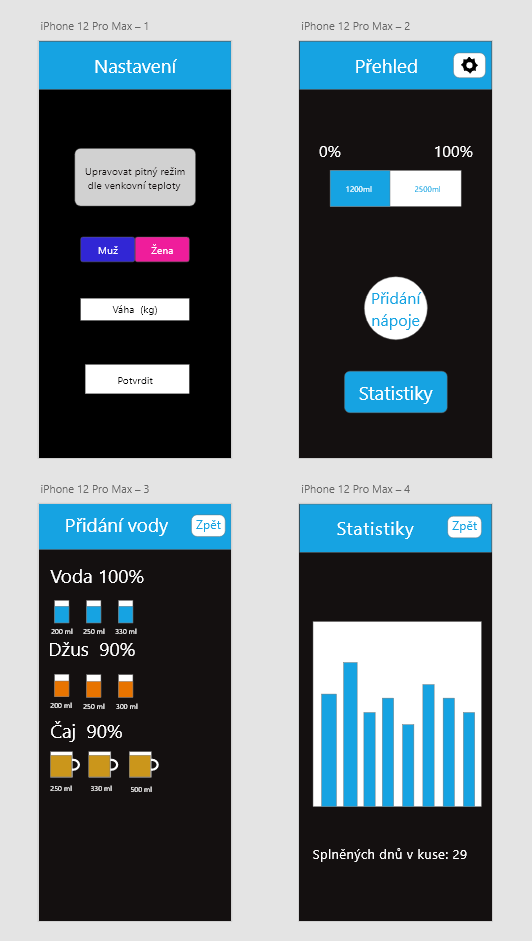 iPhone 12 Pro Max – 1
Nastavení
Upravovat pitný režim
dle venkovní teploty
Muž Žena
Váha (kg)
Potvrdit
iPhone 12 Pro Max – 2
Přehled
0% 100%
1200ml 2500ml
Přidání
nápoje
Statistiky
iPhone 12 Pro Max – 3
Přidání vody Zpět
Voda 100%
200 ml 250 ml 330 ml
Džus 90%
200 ml 250 ml 300 ml
Čaj 90%
250 ml 330 ml 500 ml
iPhone 12 Pro Max – 4
Statistiky Zpět
Splněných dnů v kuse: 29